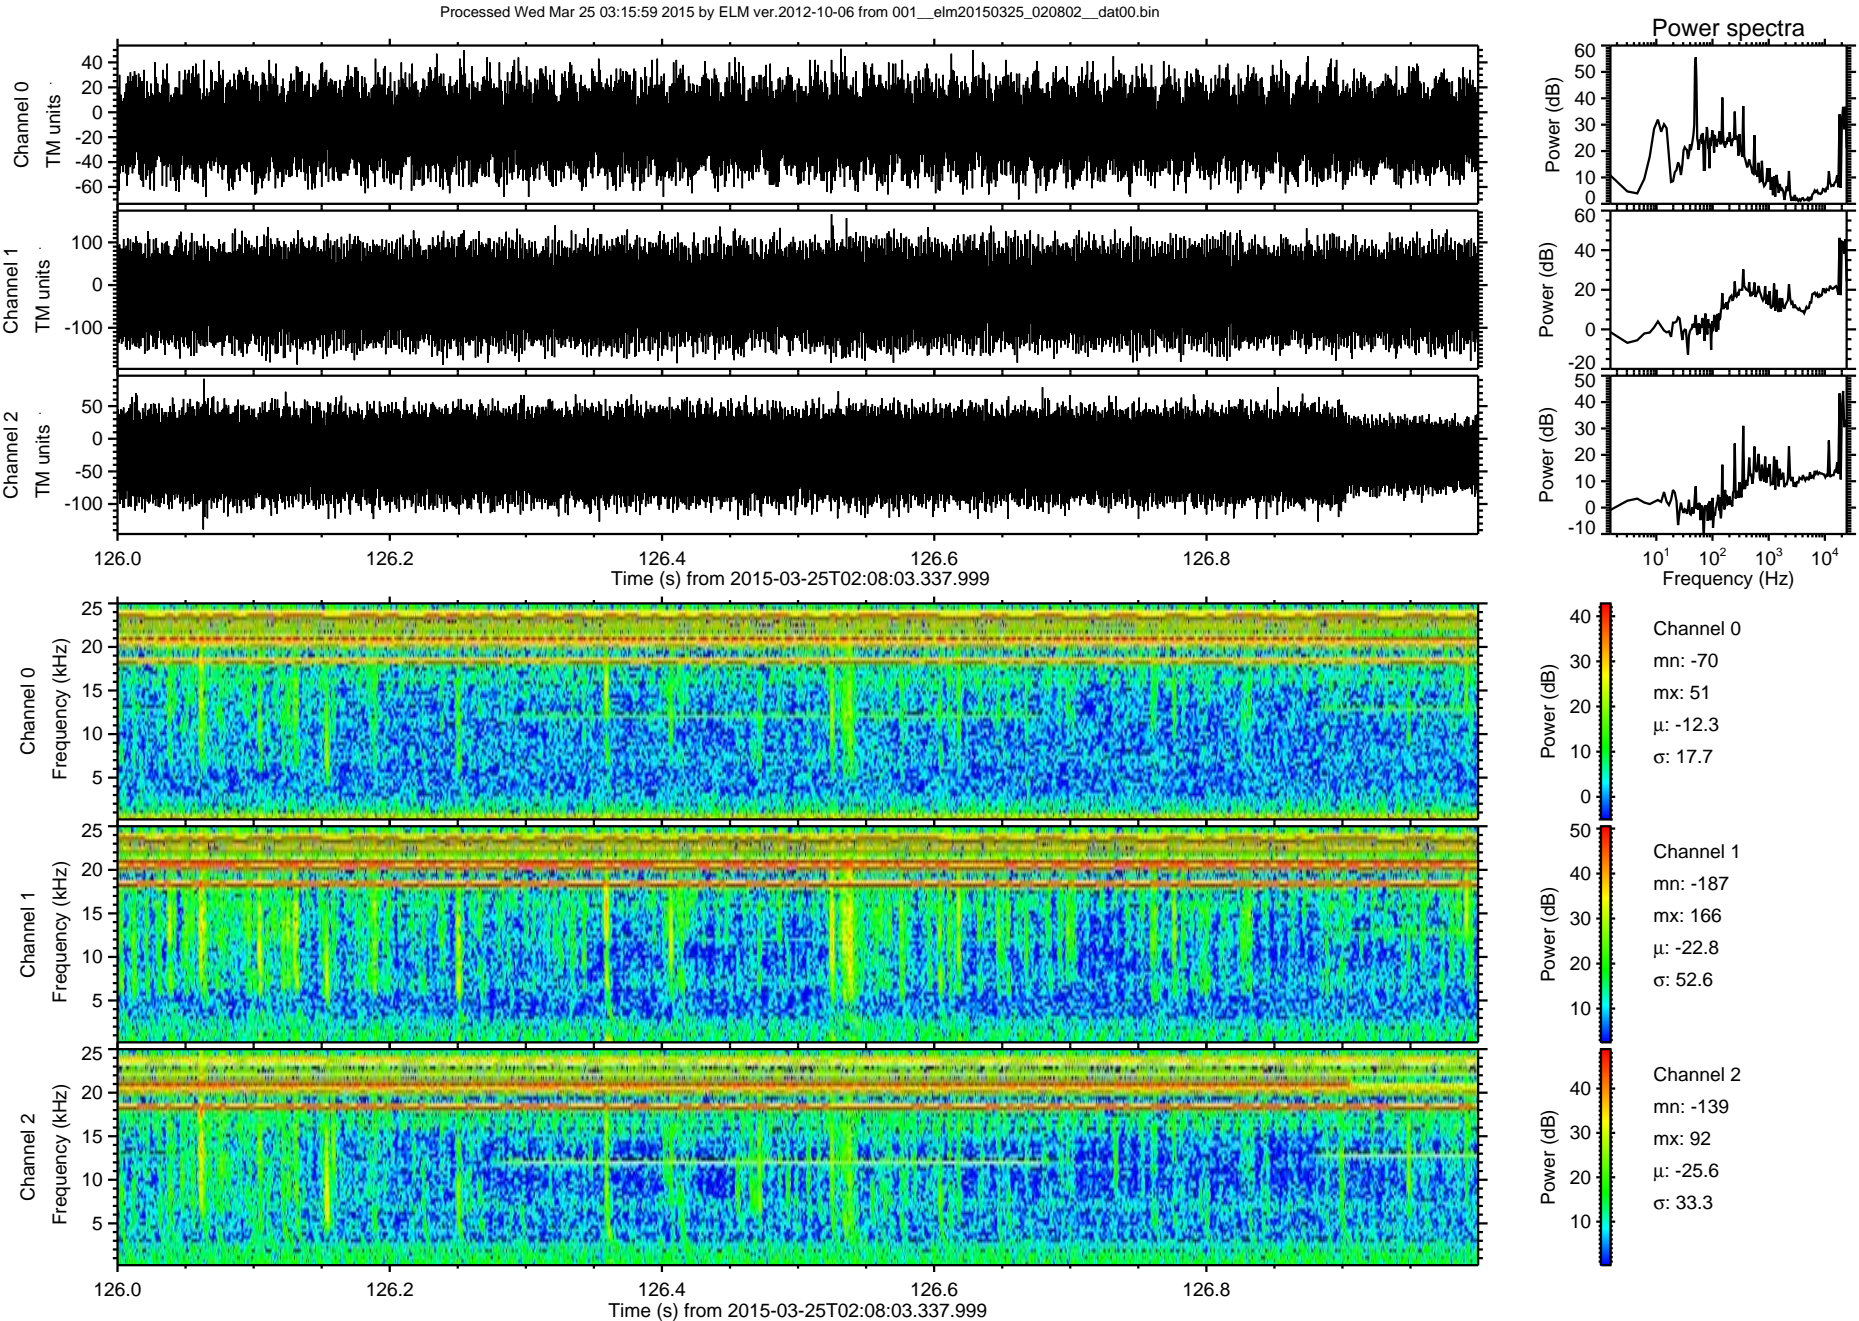 Processed Wed Mar 25 03:15:59 2015 by ELM ver.2012-10-06 from 001__elm20150325_020802__dat00.bin
Power spectra
Channel 0
TM units
40
20
0
-20
-40
-60
Power (dB)
60
50
40
30
20
10
0
Channel 1
TM units
100
0
-100
Power (dB)
60
40
20
0
-20
Channel 2
TM units
50
0
-50
-100
Power (dB)
50
40
30
20
10
0
-10
126.0 126.2 126.4 126.6 126.8
Time (s) from 2015-03-25T02:08:03.337.999
10^1 10^2 10^3 10^4
Frequency (Hz)
Channel 0
Frequency (kHz)
25
20
15
10
5
Power (dB)
40
30
20
10
0
Channel 0
mn: -70
mx: 51
μ: -12.3
σ: 17.7
Channel 1
Frequency (kHz)
25
20
15
10
5
Power (dB)
50
40
30
20
10
Channel 1
mn: -187
mx: 166
μ: -22.8
σ: 52.6
Channel 2
Frequency (kHz)
25
20
15
10
5
Power (dB)
40
30
20
10
Channel 2
mn: -139
mx: 92
μ: -25.6
σ: 33.3
126.0 126.2 126.4 126.6 126.8
Time (s) from 2015-03-25T02:08:03.337.999